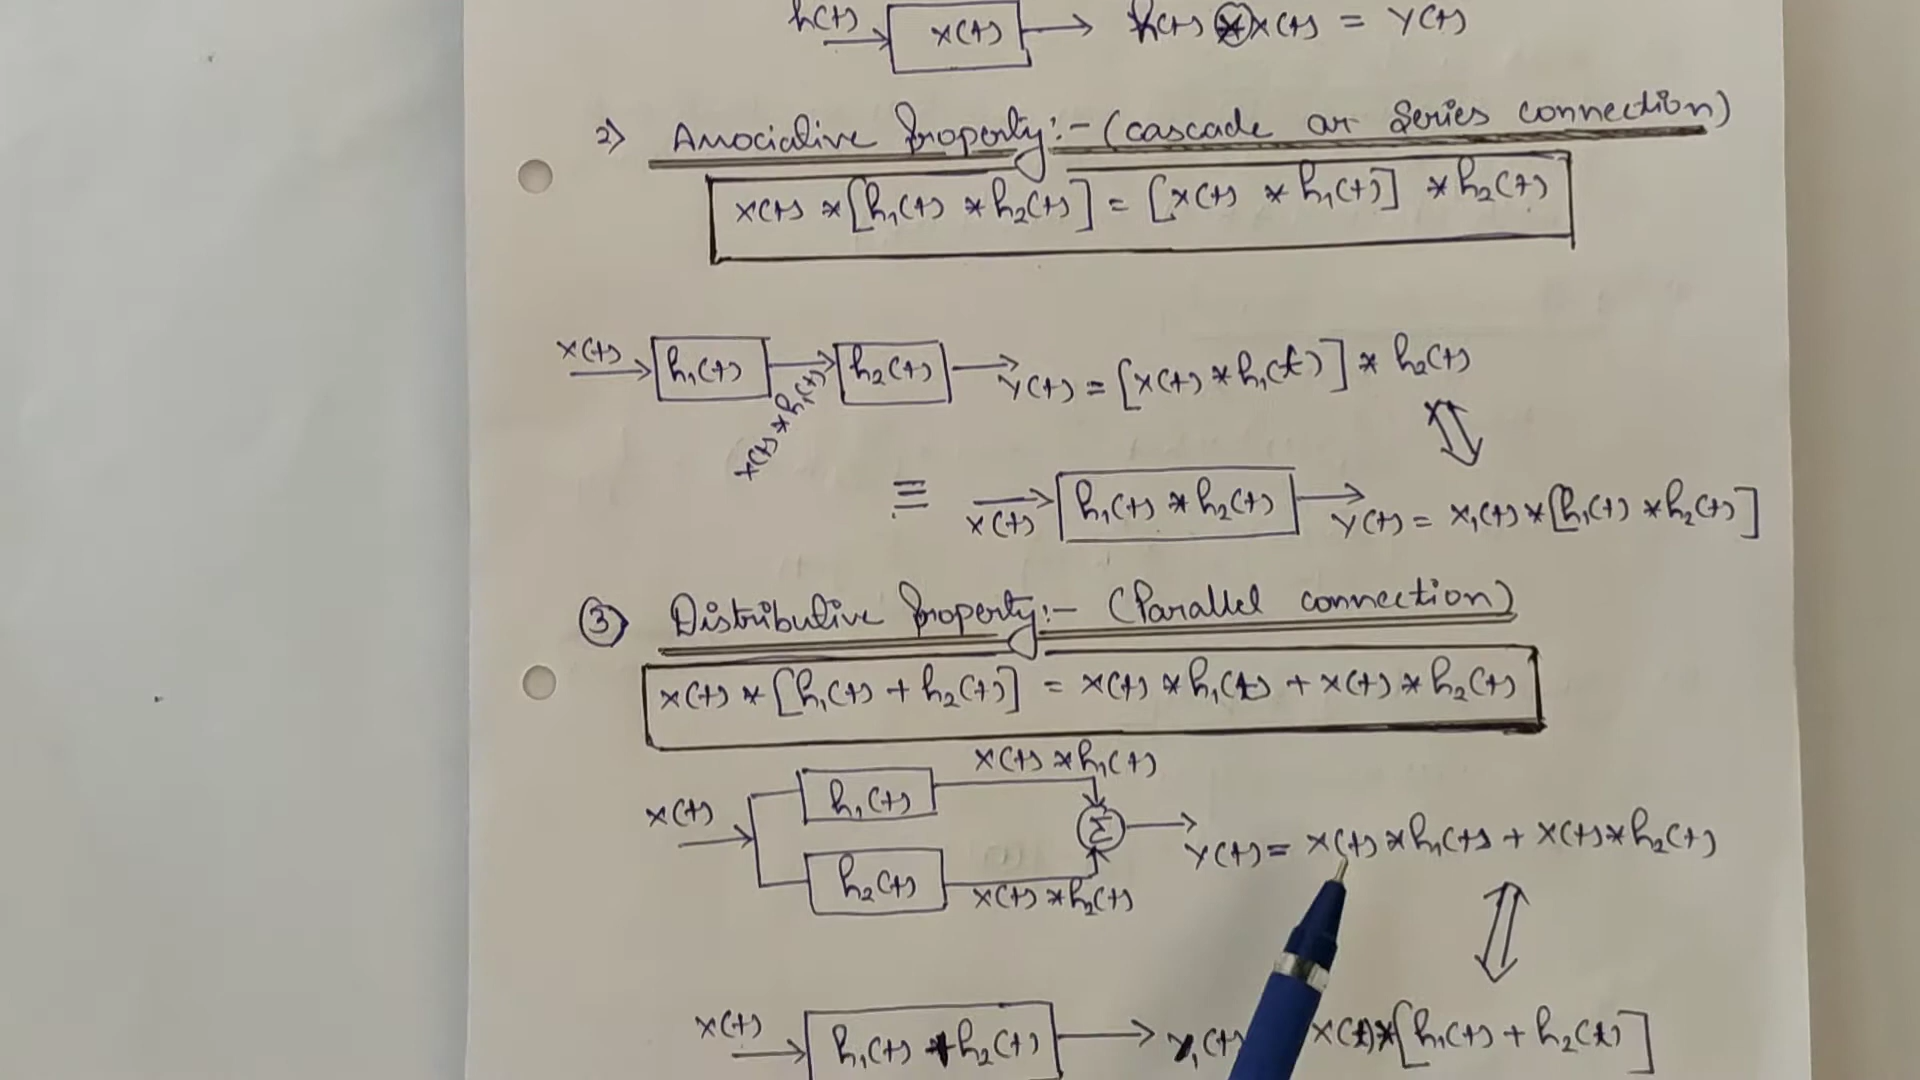 h(t) x(t) h(t) * x(t) = y(t)
2) Associative Property:- (cascade or Series connection)
x(t) * [h₁(t) * h₂(t)] = [x(t) * h₁(t)] * h₂(t)
x(t) h₁(t) h₂(t) y(t) = [x(t) * h₁(t)] * h₂(t)
x(t) * h₁(t)
≡ x(t) h₁(t) * h₂(t) y(t) = x₁(t) * [h₁(t) * h₂(t)]
③ Distributive Property:- (Parallel connection)
x(t) * [h₁(t) + h₂(t)] = x(t) * h₁(t) + x(t) * h₂(t)
x(t) * h₁(t)
x(t) h₁(t) Σ y(t) = x(t) * h₁(t) + x(t) * h₂(t)
h₂(t) x(t) * h₂(t)
x(t) h₁(t) + h₂(t) y₁(t) x(t) * [h₁(t) + h₂(t)]